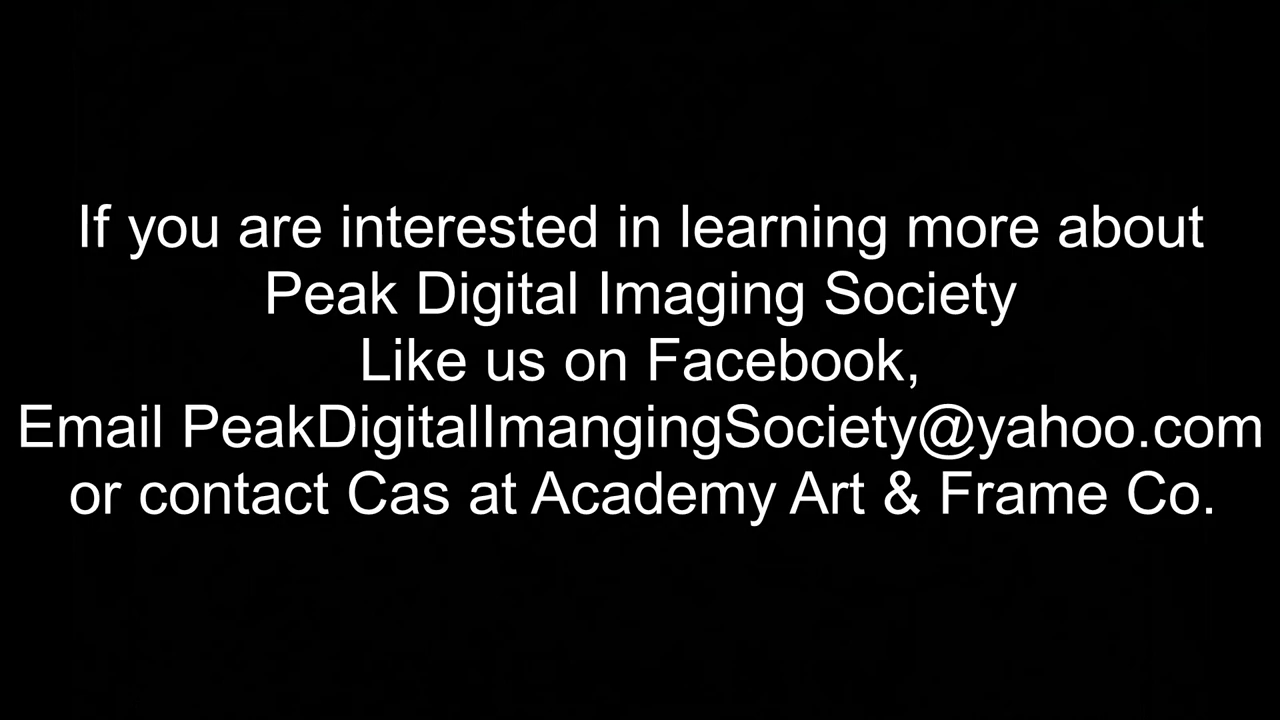 If you are interested in learning more about
Peak Digital Imaging Society
Like us on Facebook,
Email PeakDigitalImangingSociety@yahoo.com
or contact Cas at Academy Art & Frame Co.